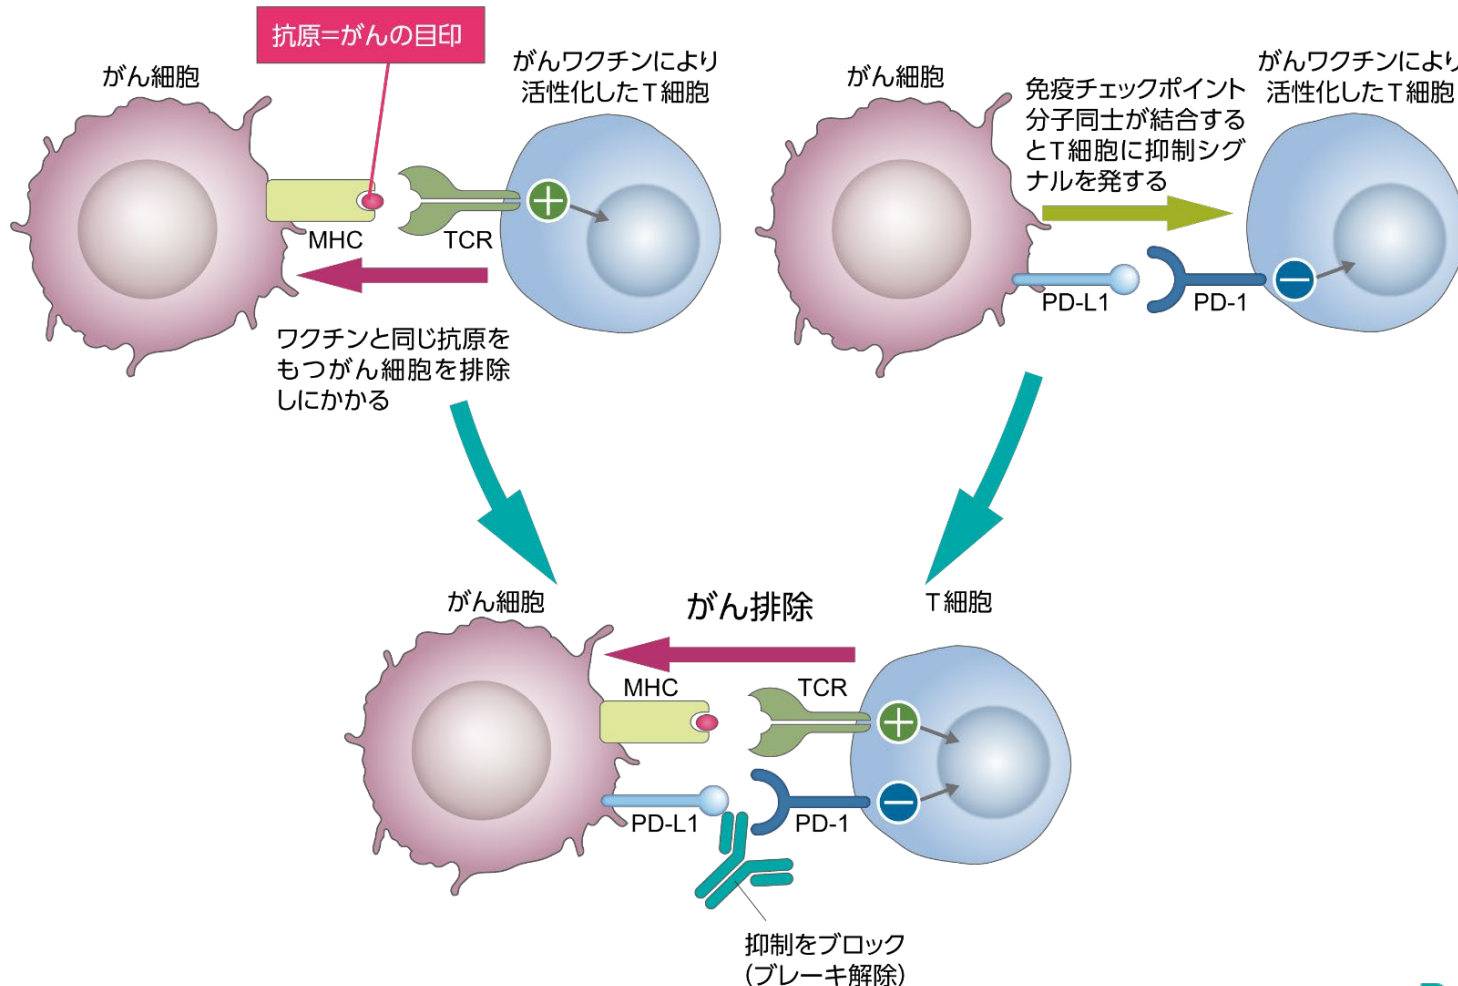 抗原=がんの目印
がん細胞
がんワクチンにより
活性化したT細胞
MHC
TCR
ワクチンと同じ抗原を
もつがん細胞を排除
しにかかる
がん細胞
免疫チェックポイント
分子同士が結合する
とT細胞に抑制シグ
ナルを発する
がんワクチンにより
活性化したT細胞
PD-L1
PD-1
がん細胞
がん排除
T細胞
MHC
TCR
PD-L1
PD-1
抑制をブロック
(ブレーキ解除)